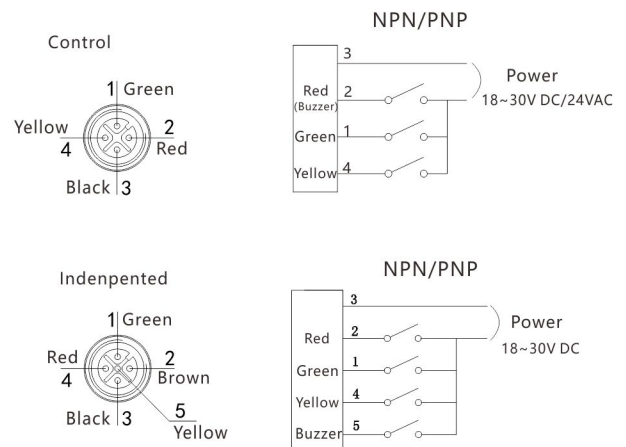 Control
1 Green
Yellow
4
2
Red
Black 3
NPN/PNP
3
Red
(Buzzer)
2
Green
1
Yellow
4
Power
18~30V DC/24VAC
Indenpented
1 Green
Red
4
2
Brown
Black 3
5
Yellow
NPN/PNP
3
Red
2
Green
1
Yellow
4
Buzzer
5
Power
18~30V DC